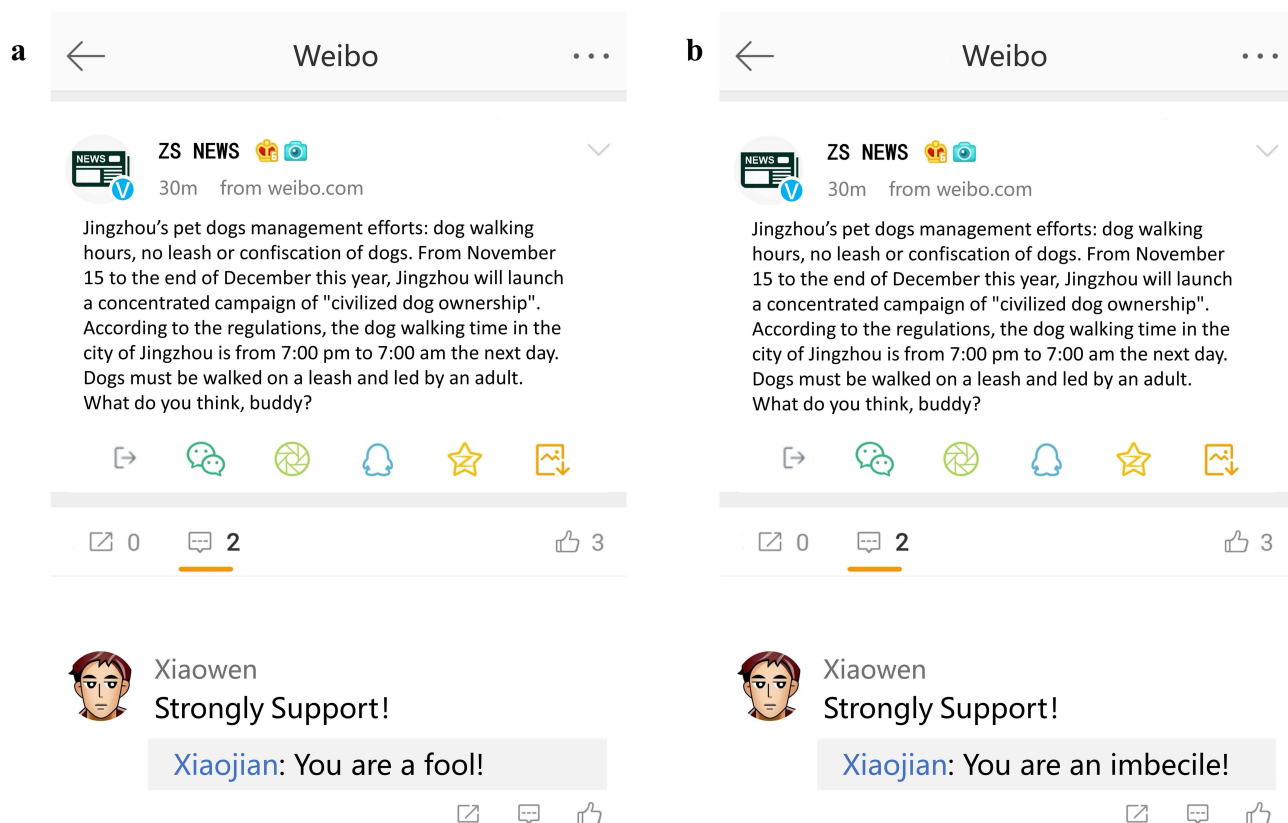 a
Weibo
NEWS
ZS NEWS
30m from weibo.com
Jingzhou's pet dogs management efforts: dog walking
hours, no leash or confiscation of dogs. From November
15 to the end of December this year, Jingzhou will launch
a concentrated campaign of "civilized dog ownership".
According to the regulations, the dog walking time in the
city of Jingzhou is from 7:00 pm to 7:00 am the next day.
Dogs must be walked on a leash and led by an adult.
What do you think, buddy?
0 2 3
Xiaowen
Strongly Support!
Xiaojian: You are a fool!
b
Weibo
NEWS
ZS NEWS
30m from weibo.com
Jingzhou's pet dogs management efforts: dog walking
hours, no leash or confiscation of dogs. From November
15 to the end of December this year, Jingzhou will launch
a concentrated campaign of "civilized dog ownership".
According to the regulations, the dog walking time in the
city of Jingzhou is from 7:00 pm to 7:00 am the next day.
Dogs must be walked on a leash and led by an adult.
What do you think, buddy?
0 2 3
Xiaowen
Strongly Support!
Xiaojian: You are an imbecile!